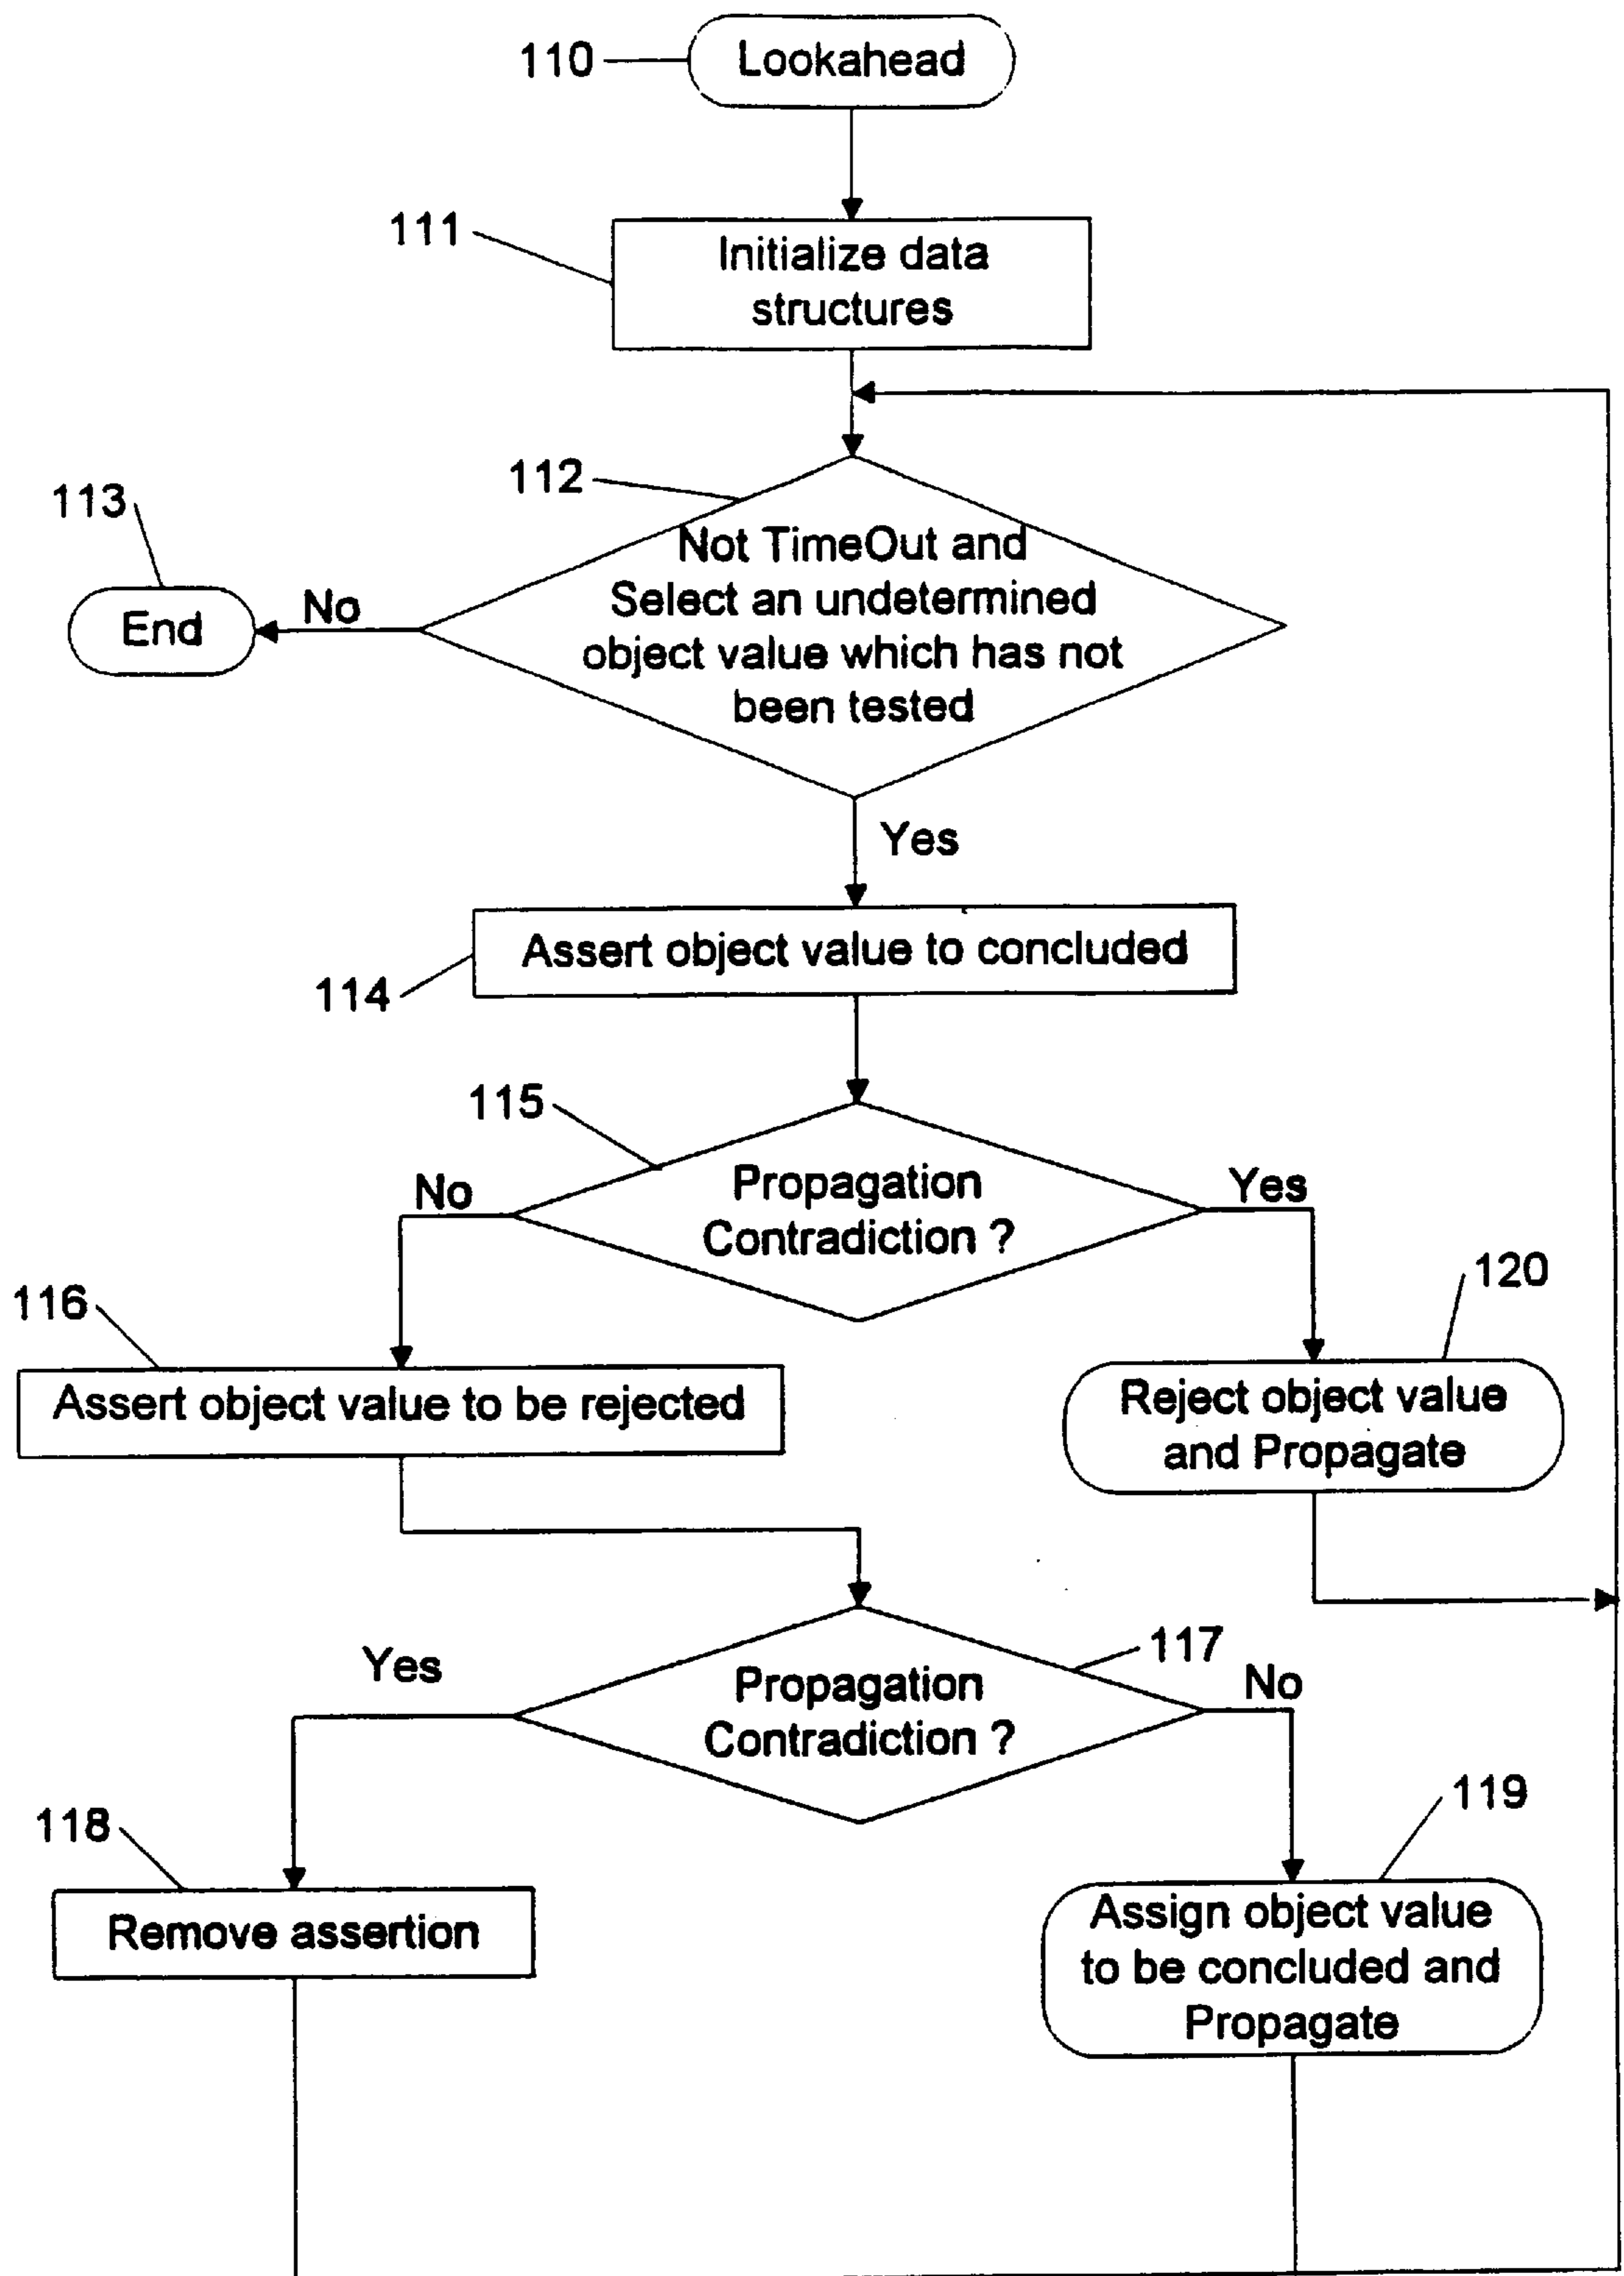 110
Lookahead
111
Initialize data
structures
112
113
Not TimeOut and
Select an undetermined
object value which has not
been tested
End
No
Yes
114
Assert object value to concluded
115
Propagation
Contradiction ?
No
Yes
116
120
Assert object value to be rejected
Reject object value
and Propagate
117
Yes
No
Propagation
Contradiction ?
118
119
Remove assertion
Assign object value
to be concluded and
Propagate